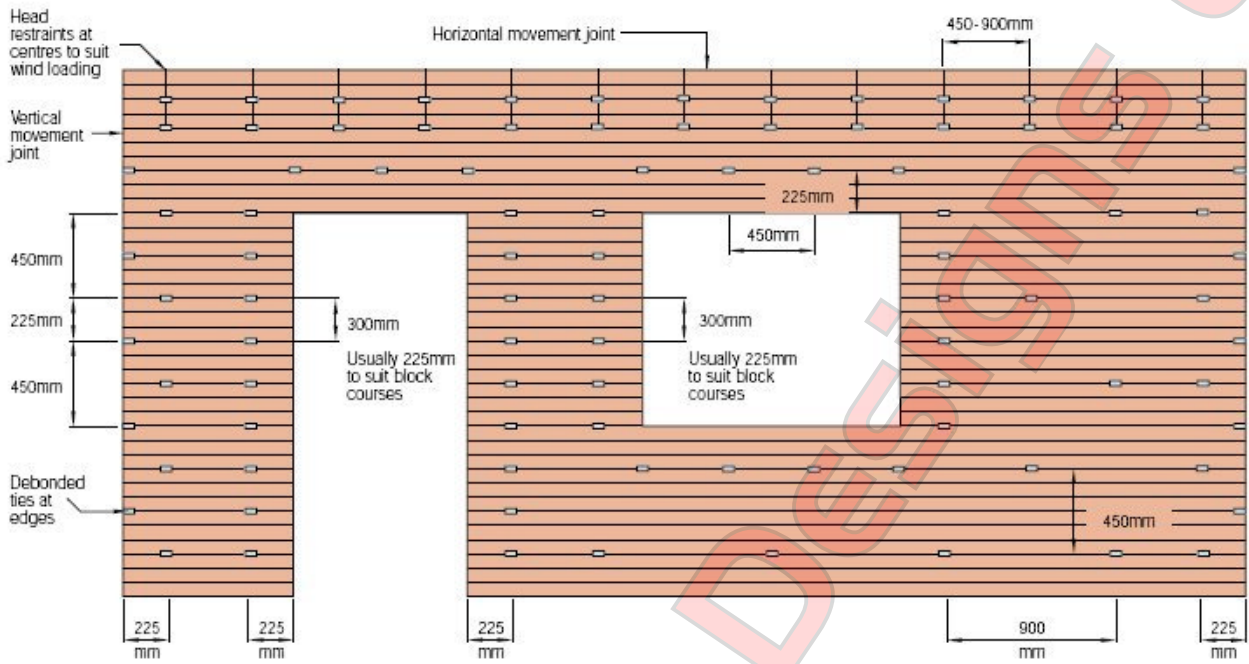 Head
restraints at
centres to suit
wind loading
Horizontal movement joint
450-900mm
Vertical
movement
joint
225mm
450mm
450mm
225mm
450mm
300mm
Usually 225mm
to suit block
courses
300mm
Usually 225mm
to suit block
courses
Debonded
ties at
edges
450mm
225
mm
225
mm
225
mm
900
mm
225
mm
Designs